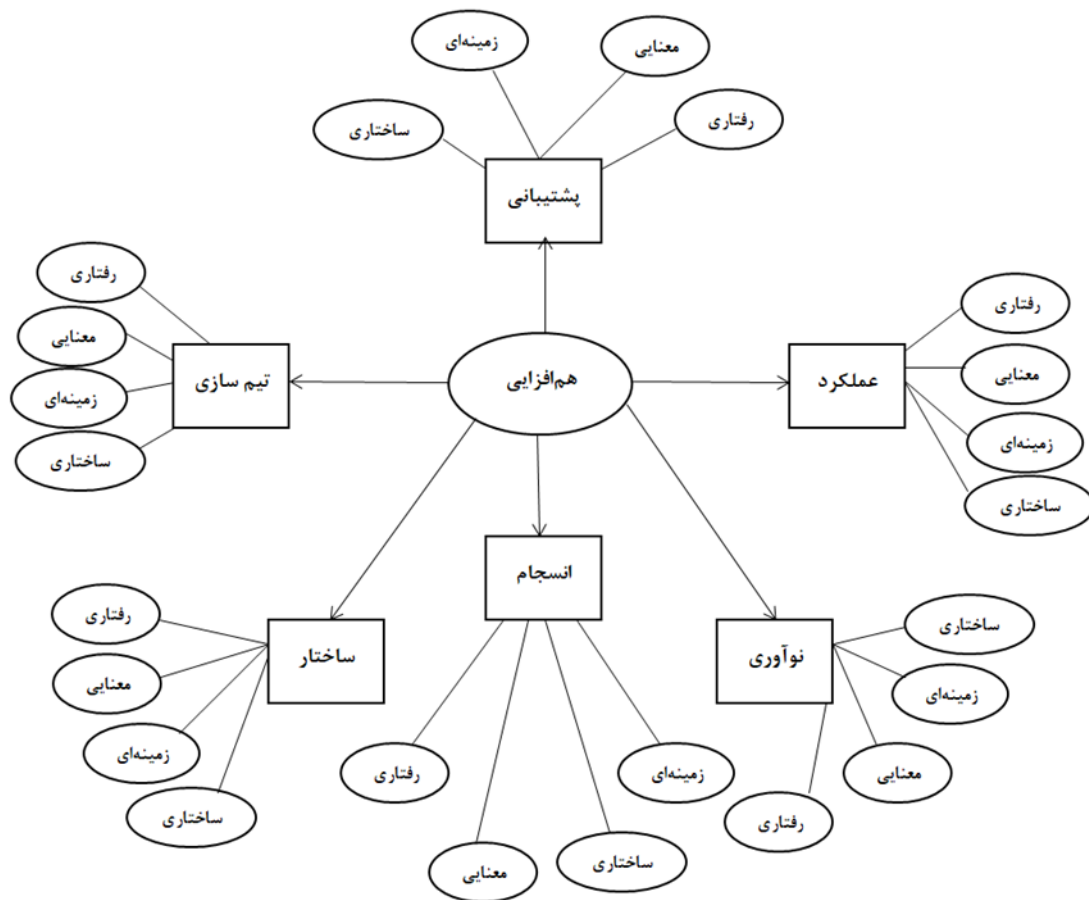 زمینه‌ای
معنایی
ساختاری
رفتاری
پشتیبانی
رفتاری
معنایی
زمینه‌ای
ساختاری
تیم سازی
هم‌افزایی
عملکرد
رفتاری
معنایی
زمینه‌ای
ساختاری
انسجام
رفتاری
معنایی
ساختاری
زمینه‌ای
ساختار
رفتاری
معنایی
زمینه‌ای
ساختاری
نوآوری
ساختاری
زمینه‌ای
معنایی
رفتاری